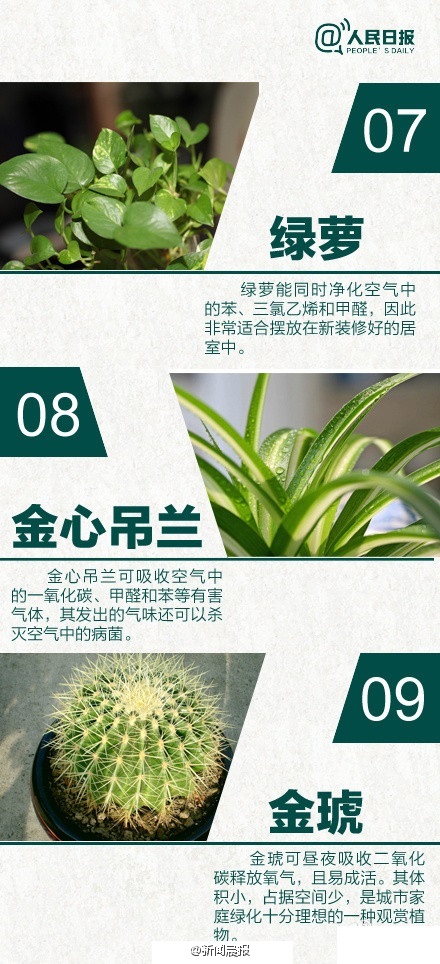 @人民日报
PEOPLE'S DAILY
07
绿萝
绿萝能同时净化空气中
的苯、三氯乙烯和甲醛，因此
非常适合摆放在新装修好的居
室中。
08
金心吊兰
金心吊兰可吸收空气中
的一氧化碳、甲醛和苯等有害
气体，其发出的气味还可以杀
灭空气中的病菌。
09
金琥
金琥可昼夜吸收二氧化
碳释放氧气，且易成活。其体
积小，占据空间少，是城市家
庭绿化十分理想的一种观赏植
物。
@新闻晨报